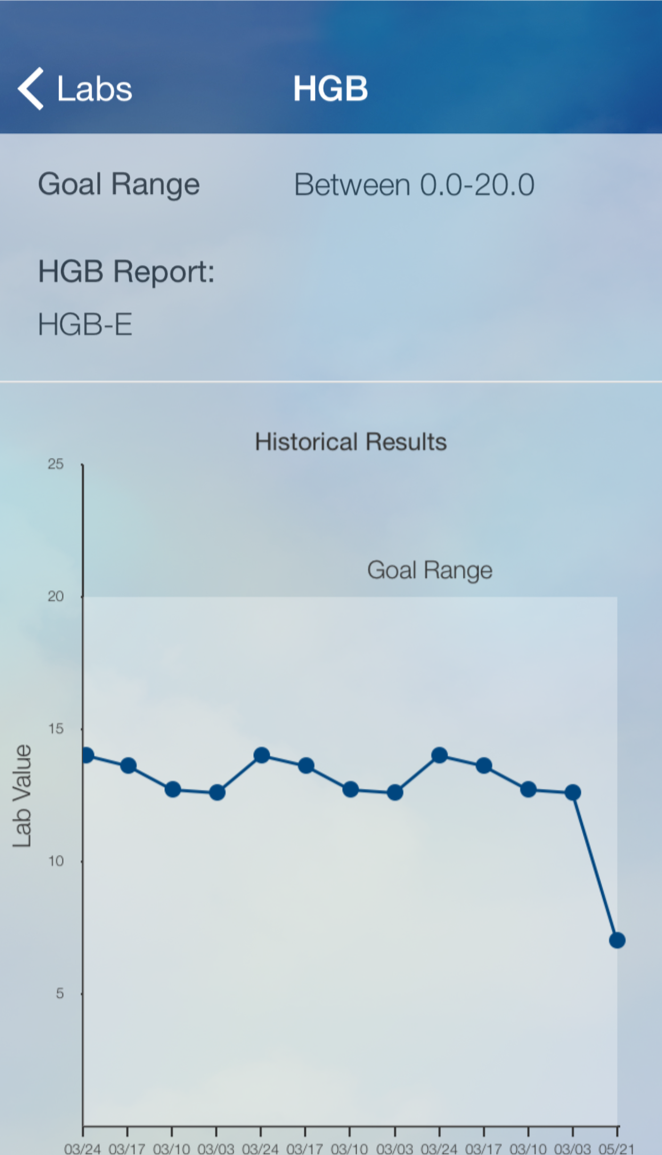 Labs HGB
Goal Range Between 0.0-20.0
HGB Report:
HGB-E
Historical Results
25
Goal Range
20
15
Lab Value
10
5
03/24 03/17 03/10 03/03 03/24 03/17 03/10 03/03 03/24 03/17 03/10 03/03 05/21